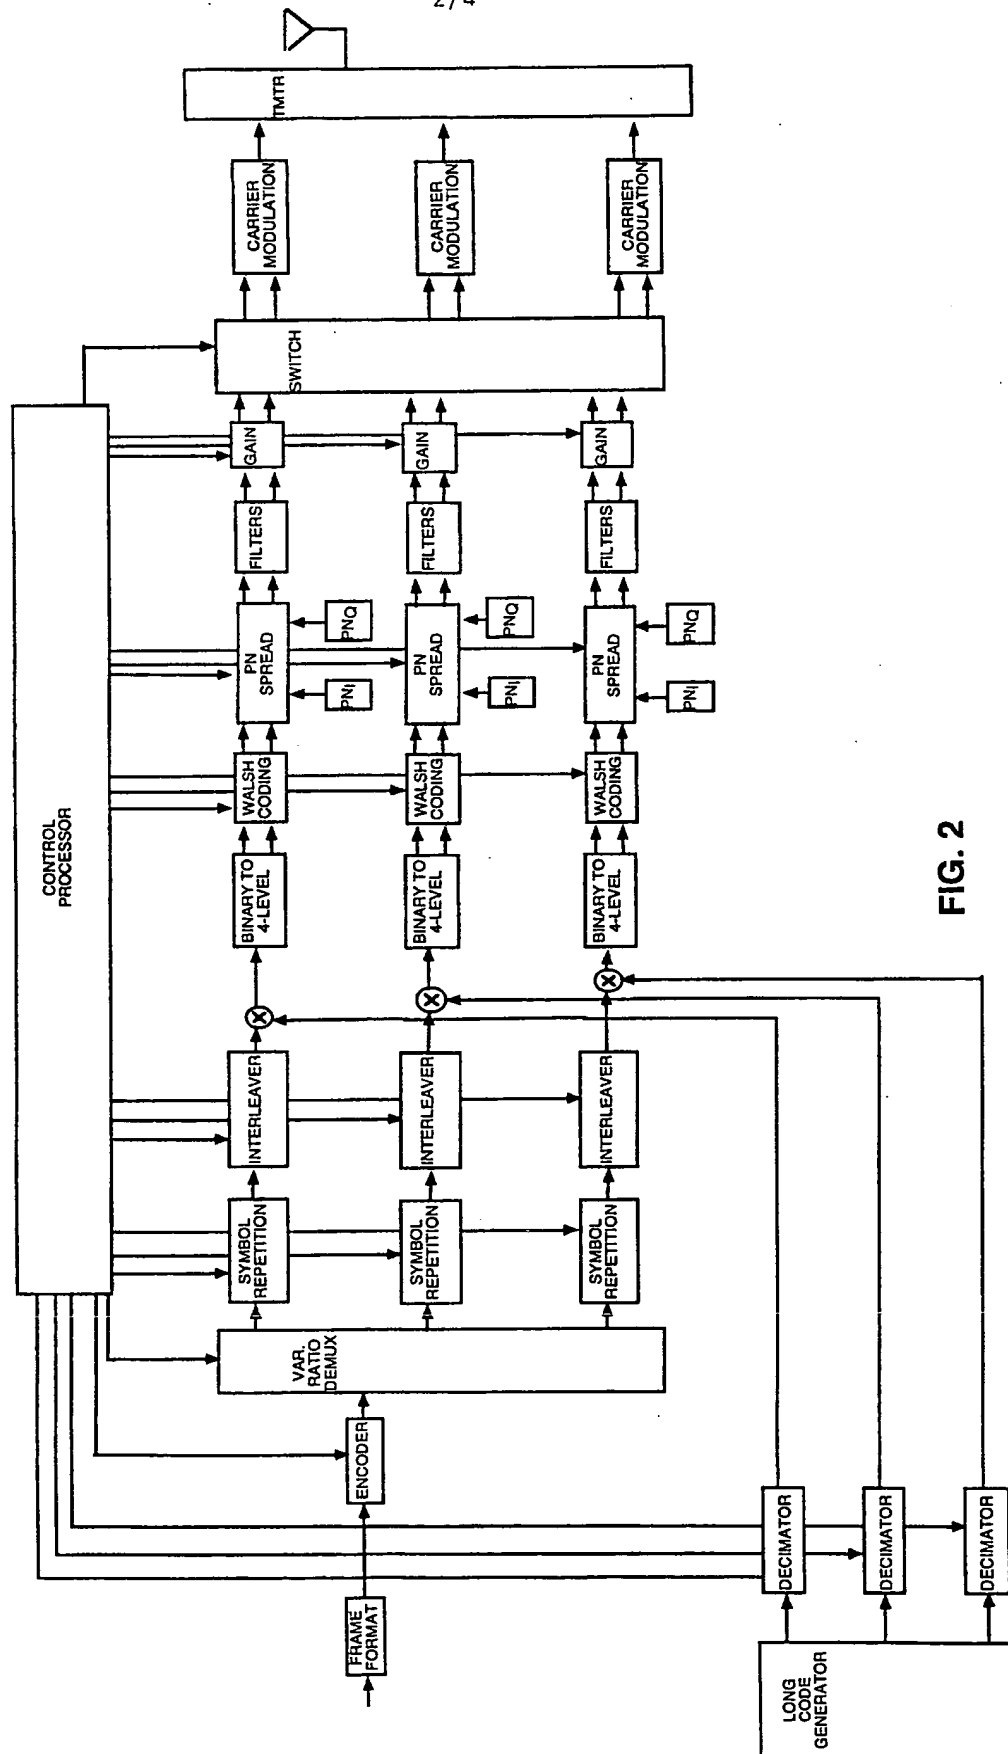 2/4
CONTROL
PROCESSOR
FRAME
FORMAT
ENCODER
VAR.
RATIO
DEMUX
SYMBOL
REPETITION
INTERLEAVER
X
BINARY TO
4-LEVEL
WALSH
CODING
PN
SPREAD
PNI
PNQ
FILTERS
GAIN
SWITCH
CARRIER
MODULATION
TMTR
SYMBOL
REPETITION
INTERLEAVER
X
BINARY TO
4-LEVEL
WALSH
CODING
PN
SPREAD
PNI
PNQ
FILTERS
GAIN
CARRIER
MODULATION
SYMBOL
REPETITION
INTERLEAVER
X
BINARY TO
4-LEVEL
WALSH
CODING
PN
SPREAD
PNI
PNQ
FILTERS
GAIN
CARRIER
MODULATION
LONG
CODE
GENERATOR
DECIMATOR
DECIMATOR
DECIMATOR
FIG. 2